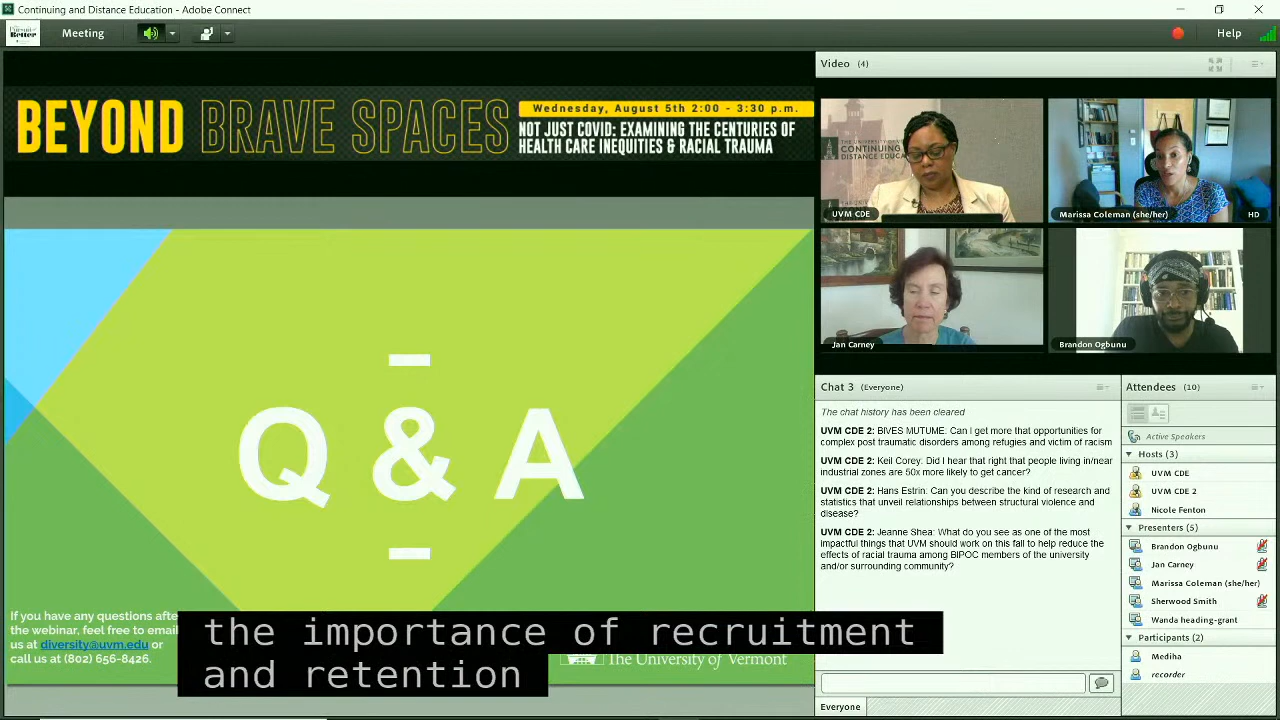 Continuing and Distance Education - Adobe Connect
Pursuit of
Better
Meeting
Help
BEYOND BRAVE SPACES
Wednesday, August 5th 2:00 - 3:30 p.m.
NOT JUST COVID: EXAMINING THE CENTURIES OF
HEALTH CARE INEQUITIES & RACIAL TRAUMA
Q & A
If you have any questions afte
the webinar, feel free to email
us at diversity@uvm.edu or
call us at (802) 656-8426.
The University of Vermont
the importance of recruitment
and retention
Video (4)
CONTINUING
DISTANCE EDUCA
UVM CDE
Marissa Coleman (she/her)
HD
Jan Carney
Brandon Ogbunu
Chat 3 (Everyone)
The chat history has been cleared
UVM CDE 2: BIVES MUTUME: Can I get more that opportunities for
complex post traumatic disorders among refugies and victim of racism
UVM CDE 2: Keil Corey: Did I hear that right that people living in/near
industrial zones are 50x more likely to get cancer?
UVM CDE 2: Hans Estrin: Can you describe the kind of research and
statistics that unveil relationships between structural violence and
disease?
UVM CDE 2: Jeanne Shea: What do you see as one of the most
impactful things that UVM should work on this fall to help reduce the
effects of racial trauma among BIPOC members of the university
and/or surrounding community?
Everyone
Attendees (10)
Active Speakers
Hosts (3)
UVM CDE
UVM CDE 2
Nicole Fenton
Presenters (5)
Brandon Ogbunu
Jan Carney
Marissa Coleman (she/her)
Sherwood Smith
Wanda heading-grant
Participants (2)
Mediha
recorder